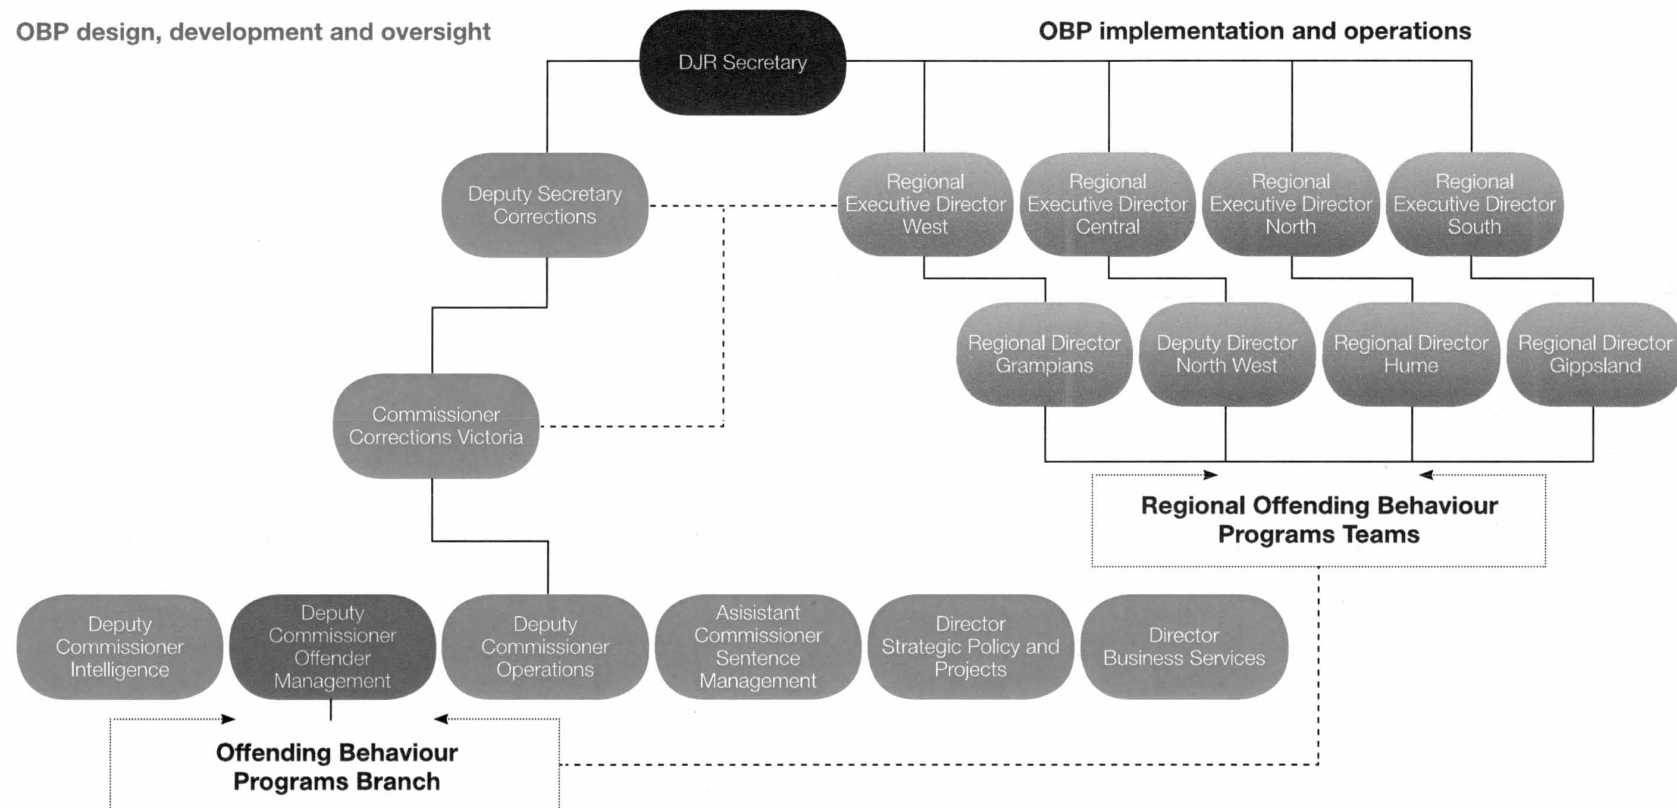 OBP design, development and oversight
OBP implementation and operations
DJR Secretary
Deputy Secretary
Corrections
Regional
Executive Director
West
Regional
Executive Director
Central
Regional
Executive Director
North
Regional
Executive Director
South
Regional Director
Grampians
Deputy Director
North West
Regional Director
Hume
Regional Director
Gippsland
Commissioner
Corrections Victoria
Regional Offending Behaviour
Programs Teams
Deputy
Commissioner
Intelligence
Deputy
Commissioner
Offender
Management
Deputy
Commissioner
Operations
Asisistant
Commissioner
Sentence
Management
Director
Strategic Policy and
Projects
Director
Business Services
Offending Behaviour
Programs Branch